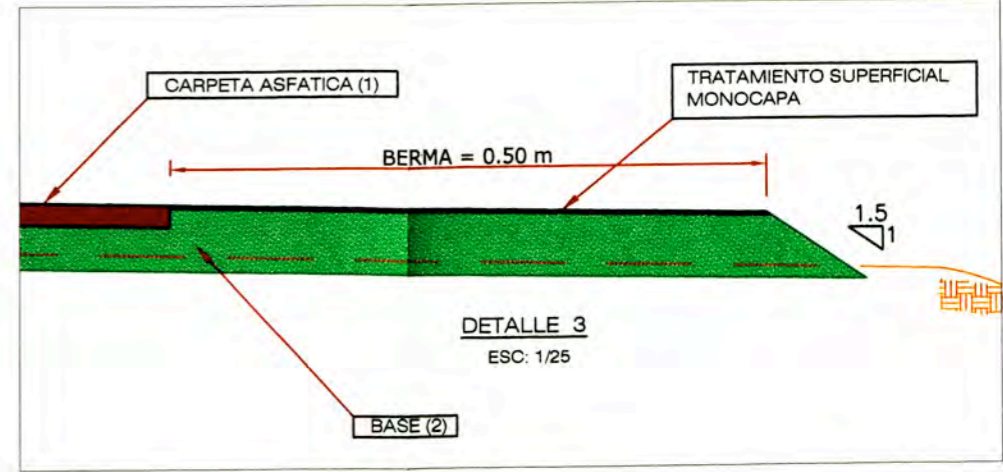 CARPETA ASFATICA (1)
TRATAMIENTO SUPERFICIAL
MONOCAPA
BERMA = 0.50 m
1.5
1
DETALLE 3
ESC: 1/25
BASE (2)